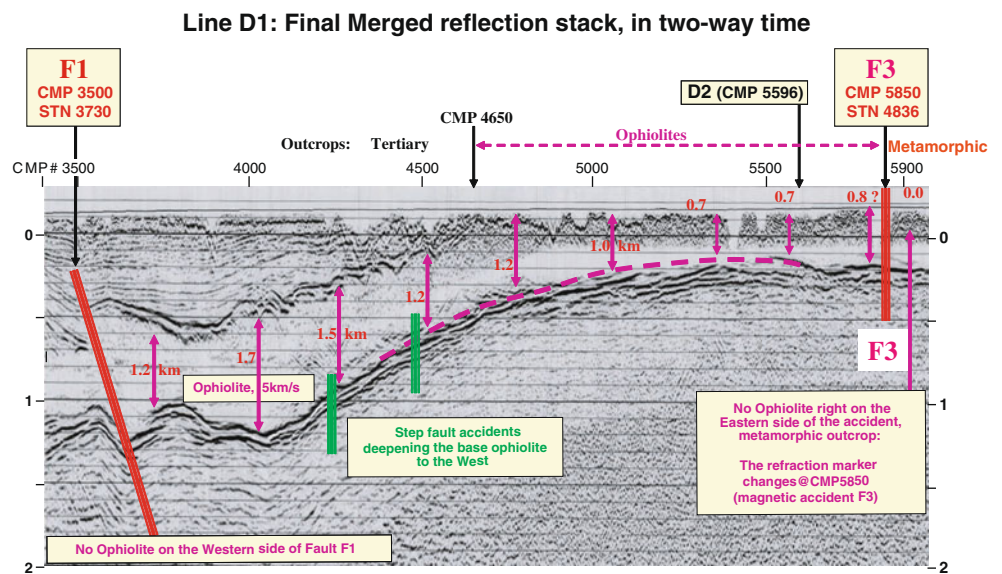 Line D1: Final Merged reflection stack, in two-way time
F1
CMP 3500
STN 3730
F3
CMP 5850
STN 4836
D2 (CMP 5596)
CMP 4650
Outcrops: Tertiary
Ophiolites
Metamorphic
CMP # 3500 4000 4500 5000 5500 5900
0.7 0.7 0.8 ? 0.0
0 0
1.0 km
1.2
1.2
1.5 km
1.7
1.2 km
F3
Ophiolite, 5km/s
1 1
No Ophiolite right on the
Eastern side of the accident,
metamorphic outcrop:
The refraction marker
changes@CMP5850
(magnetic accident F3)
Step fault accidents
deepening the base ophiolite
to the West
No Ophiolite on the Western side of Fault F1
2 2